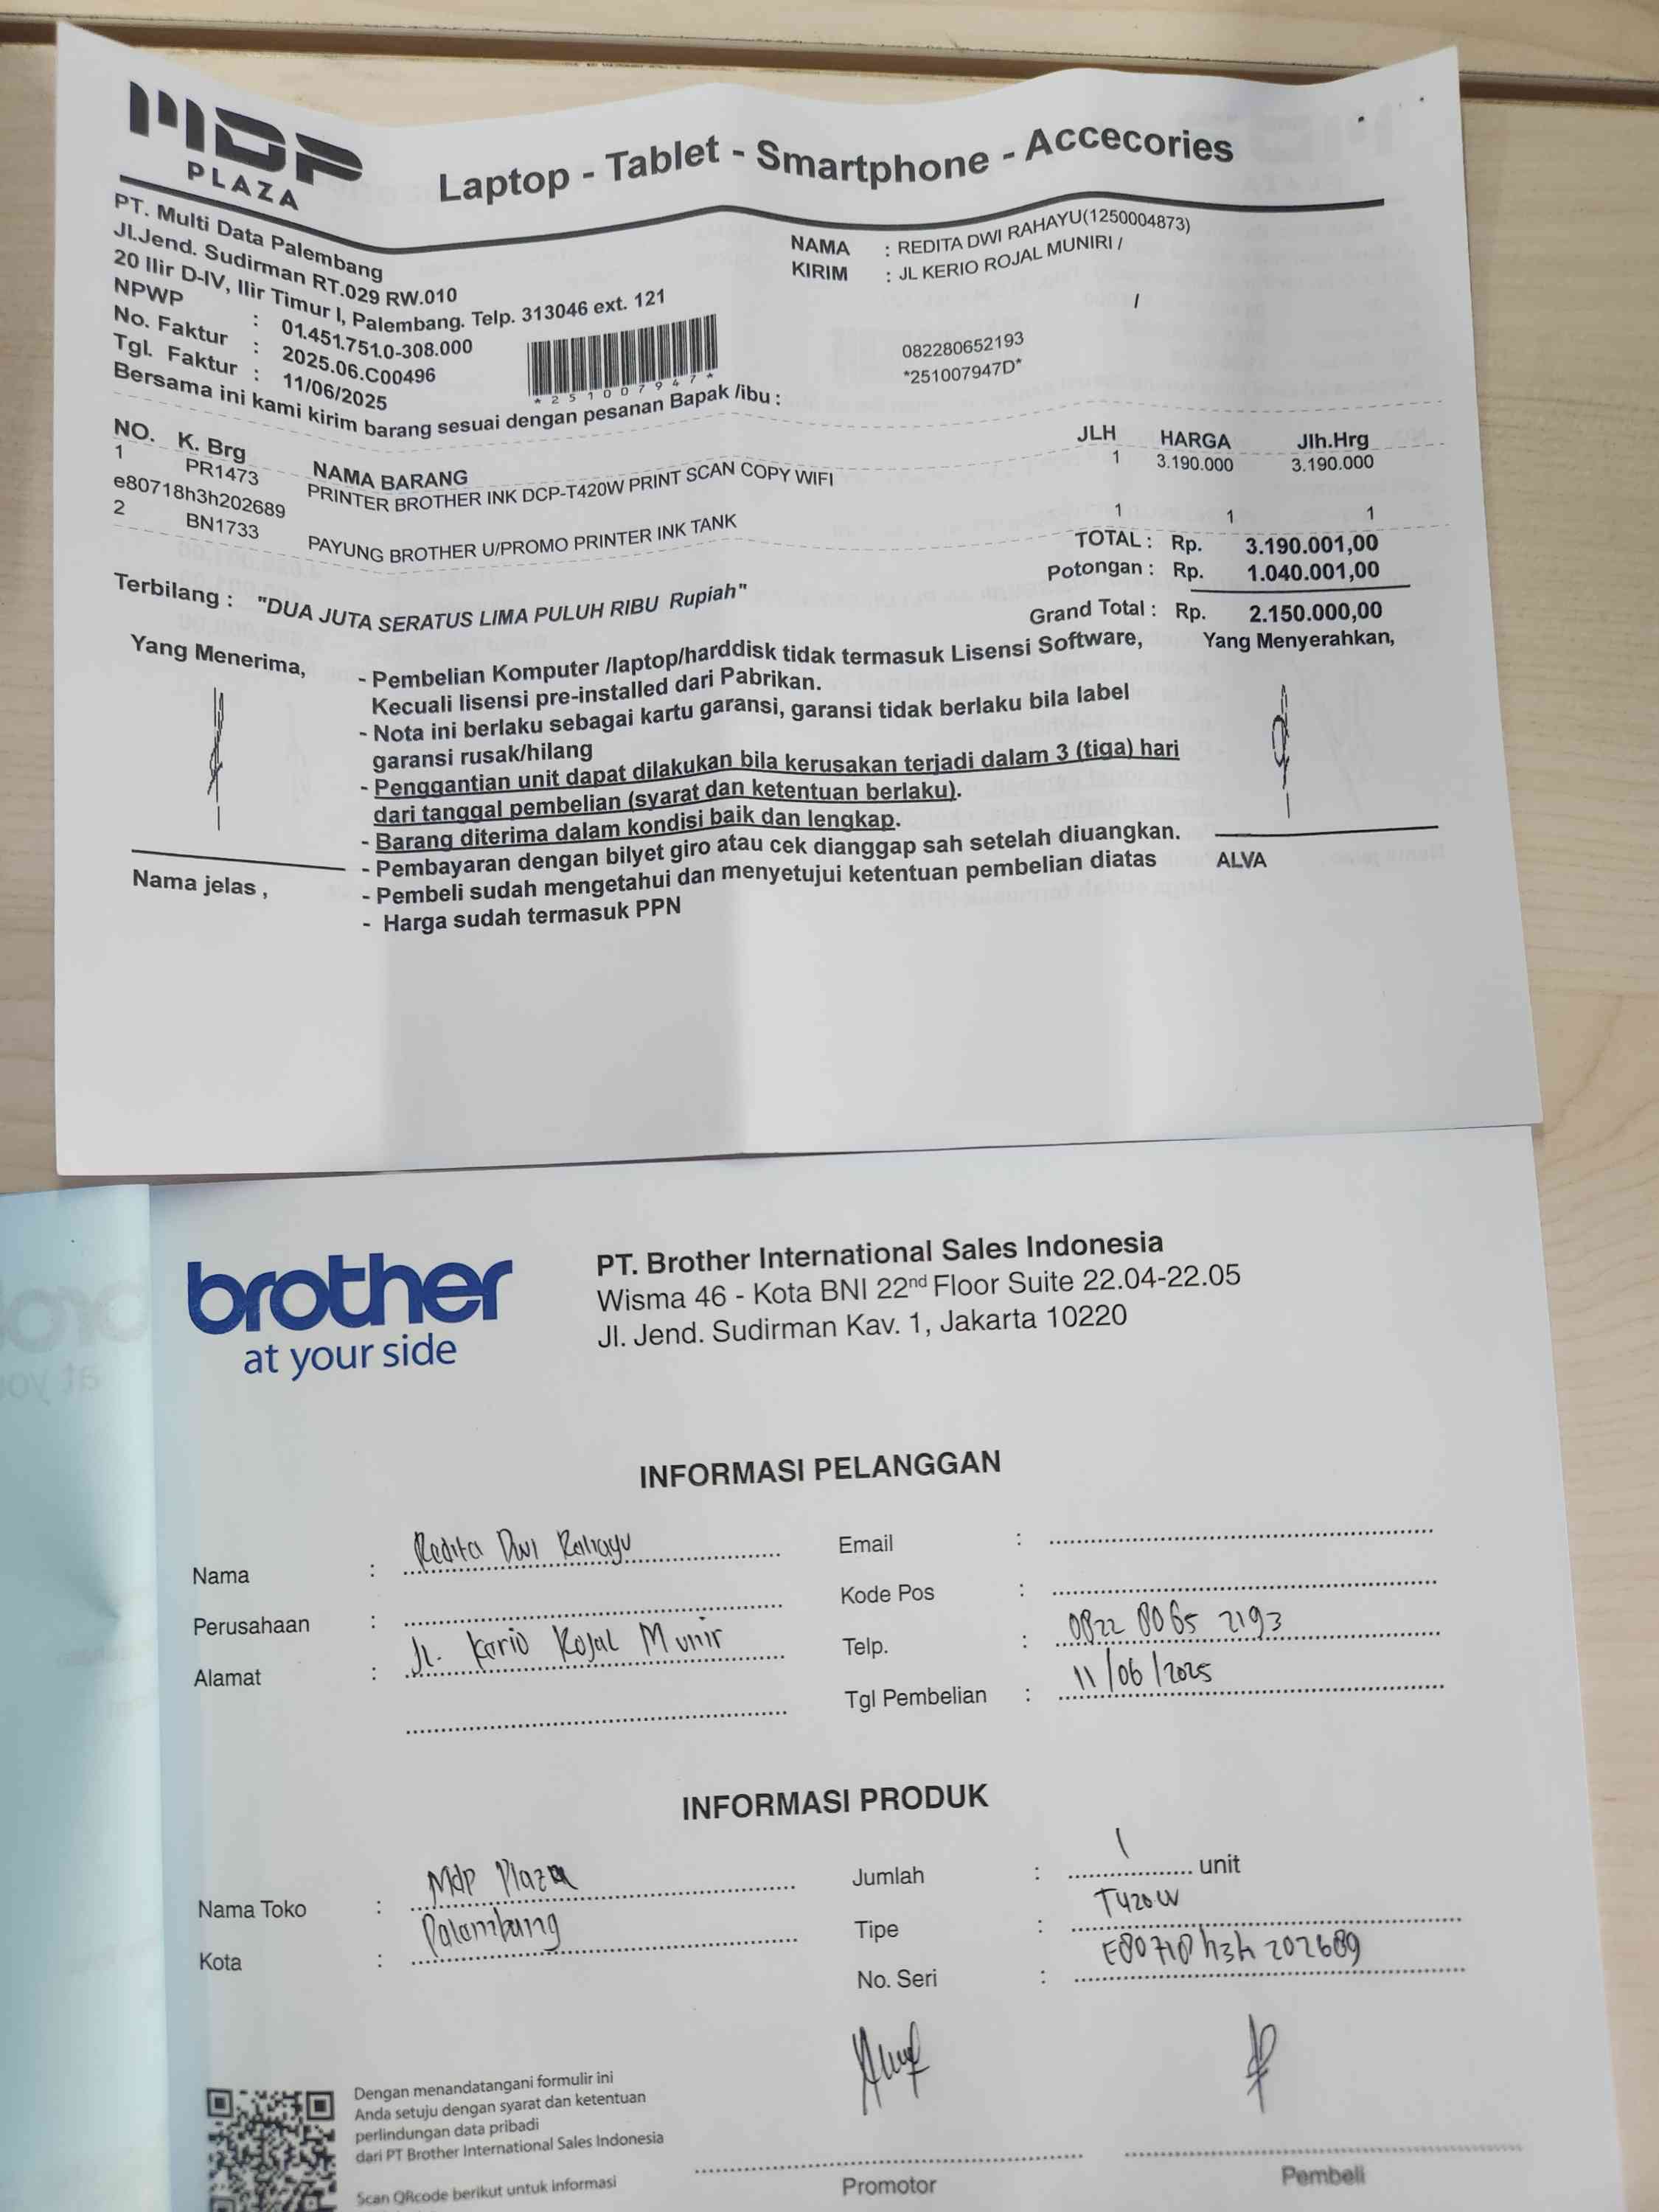 MDP
PLAZA
Laptop - Tablet - Smartphone - Accecories
PT. Multi Data Palembang
Jl.Jend. Sudirman RT.029 RW.010
20 Ilir D-IV, Ilir Timur I, Palembang. Telp. 313046 ext. 121
NPWP : 01.451.751.0-308.000
No. Faktur : 2025.06.C00496
Tgl. Faktur : 11/06/2025
*251007947*
NAMA : REDITA DWI RAHAYU(1250004873)
KIRIM : JL KERIO ROJAL MUNIRI /
/
082280652193
*251007947D*
Bersama ini kami kirim barang sesuai dengan pesanan Bapak /ibu :
NO. K. Brg NAMA BARANG JLH HARGA Jlh.Hrg
1 PR1473 PRINTER BROTHER INK DCP-T420W PRINT SCAN COPY WIFI 1 3.190.000 3.190.000
e80718h3h202689
2 BN1733 PAYUNG BROTHER U/PROMO PRINTER INK TANK 1 1 1
TOTAL : Rp. 3.190.001,00
Potongan : Rp. 1.040.001,00
Grand Total : Rp. 2.150.000,00
Terbilang : "DUA JUTA SERATUS LIMA PULUH RIBU Rupiah"
Yang Menerima,
- Pembelian Komputer /laptop/harddisk tidak termasuk Lisensi Software,
Kecuali lisensi pre-installed dari Pabrikan.
- Nota ini berlaku sebagai kartu garansi, garansi tidak berlaku bila label
garansi rusak/hilang
- Penggantian unit dapat dilakukan bila kerusakan terjadi dalam 3 (tiga) hari
dari tanggal pembelian (syarat dan ketentuan berlaku).
- Barang diterima dalam kondisi baik dan lengkap.
- Pembayaran dengan bilyet giro atau cek dianggap sah setelah diuangkan.
- Pembeli sudah mengetahui dan menyetujui ketentuan pembelian diatas
- Harga sudah termasuk PPN
Yang Menyerahkan,
Nama jelas ,
ALVA
brother
at your side
PT. Brother International Sales Indonesia
Wisma 46 - Kota BNI 22nd Floor Suite 22.04-22.05
Jl. Jend. Sudirman Kav. 1, Jakarta 10220
INFORMASI PELANGGAN
Nama : Redita Dwi Rahayu
Perusahaan :
Alamat : Jl. Kerio Rojal Munir
Email :
Kode Pos :
Telp. : 0822 8065 2193
Tgl Pembelian : 11/06/2025
INFORMASI PRODUK
Nama Toko : Mdp Plaza
Kota : Palembang
Jumlah : 1 unit
Tipe : T420W
No. Seri : E80718h3h202689
Dengan menandatangani formulir ini
Anda setuju dengan syarat dan ketentuan
perlindungan data pribadi
dari PT Brother International Sales Indonesia
Scan QRcode berikut untuk informasi
Promotor
Pembeli